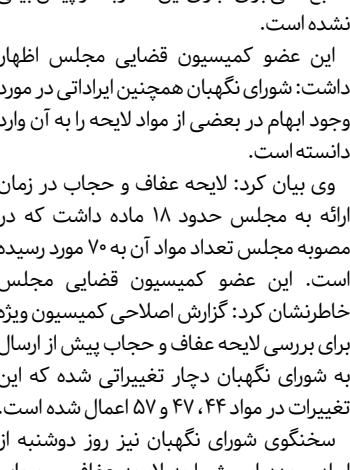 نشده است.
این عضو کمیسیون قضایی مجلس اظهار
داشت: شورای نگهبان همچنین ایراداتی در مورد
وجود ابهام در بعضی از مواد لایحه را به آن وارد
دانسته است.
وی بیان کرد: لایحه عفاف و حجاب در زمان
ارائه به مجلس حدود ۱۸ ماده داشت که در
مصوبه مجلس تعداد مواد آن به ۷۰ مورد رسیده
است. این عضو کمیسیون قضایی مجلس
خاطرنشان کرد: گزارش اصلاحی کمیسیون ویژه
برای بررسی لایحه عفاف و حجاب پیش از ارسال
به شورای نگهبان دچار تغییراتی شده که این
تغییرات در مواد ۴۴، ۴۷ و ۵۷ اعمال شده است.
سخنگوی شورای نگهبان نیز روز دوشنبه از